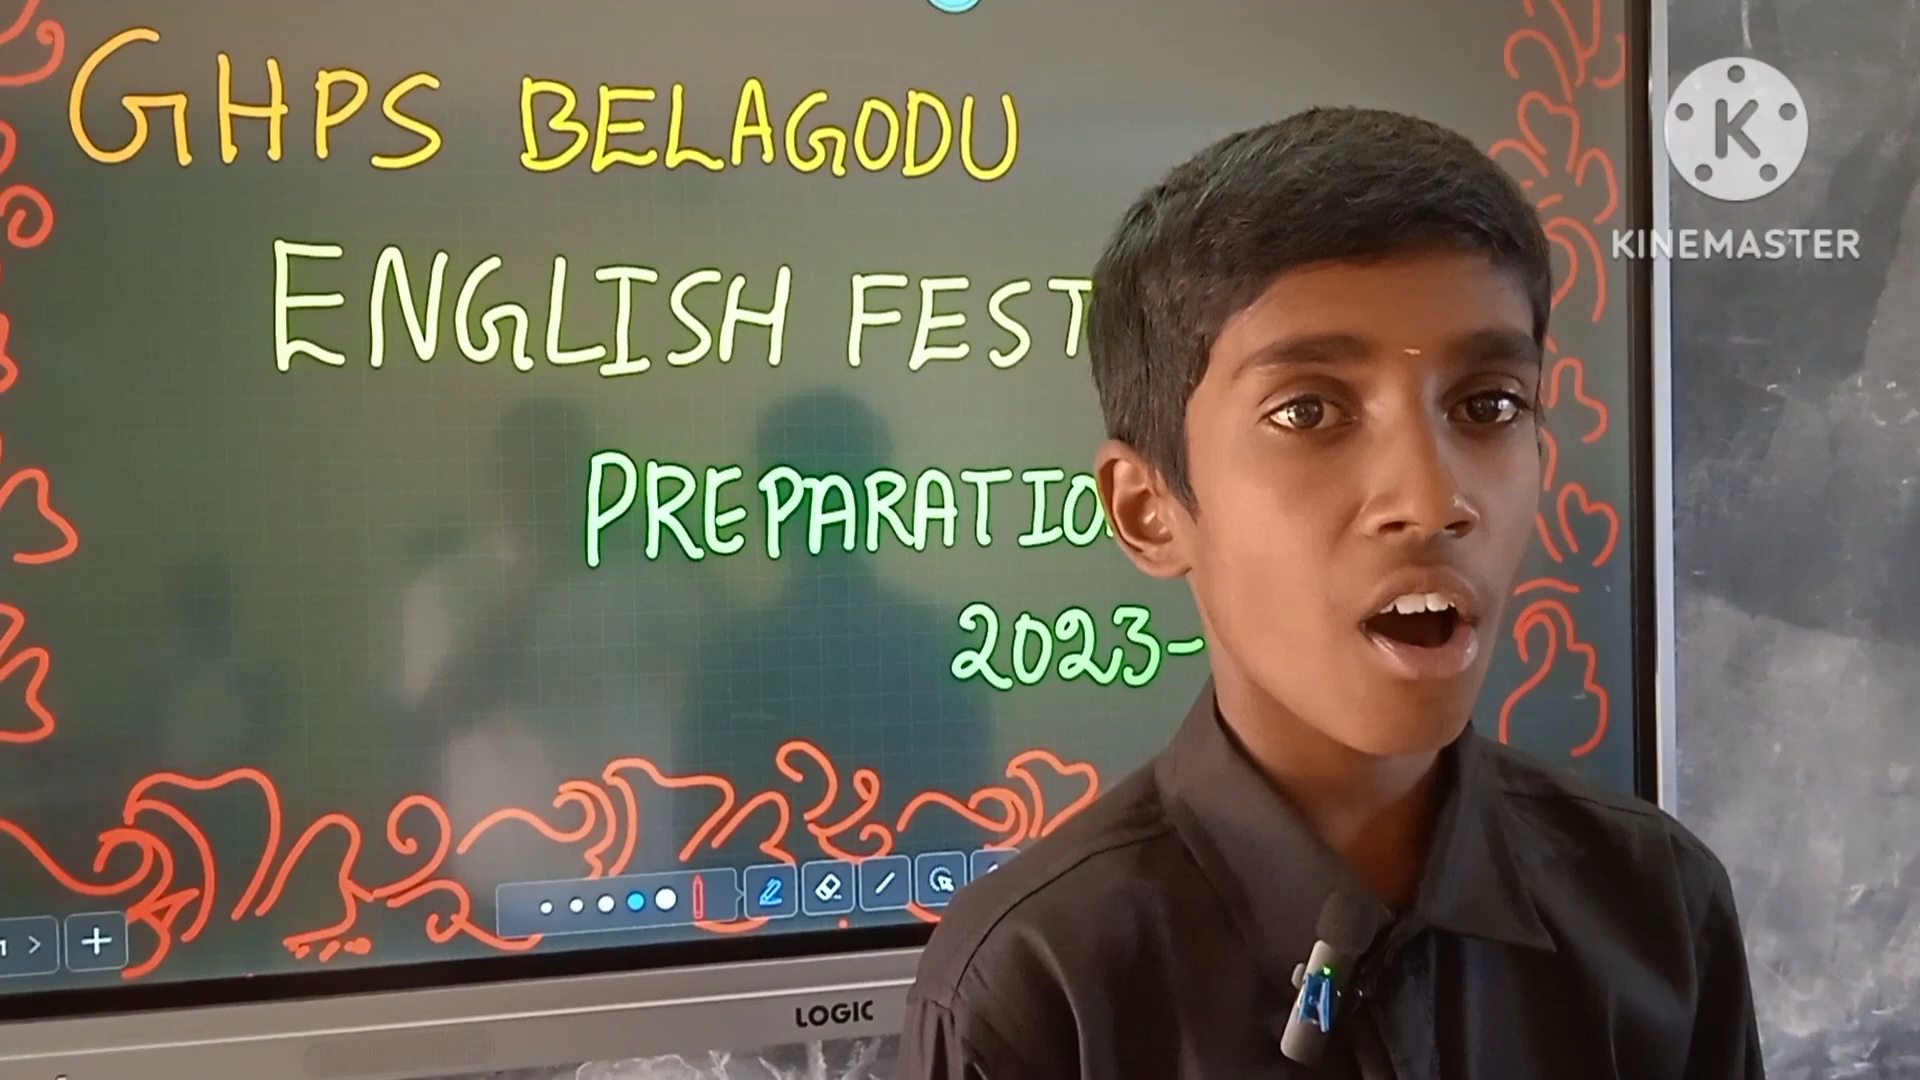 GHPS BELAGODU
ENGLISH FEST
PREPARATIO
2023-
KINEMASTER
LOGIC